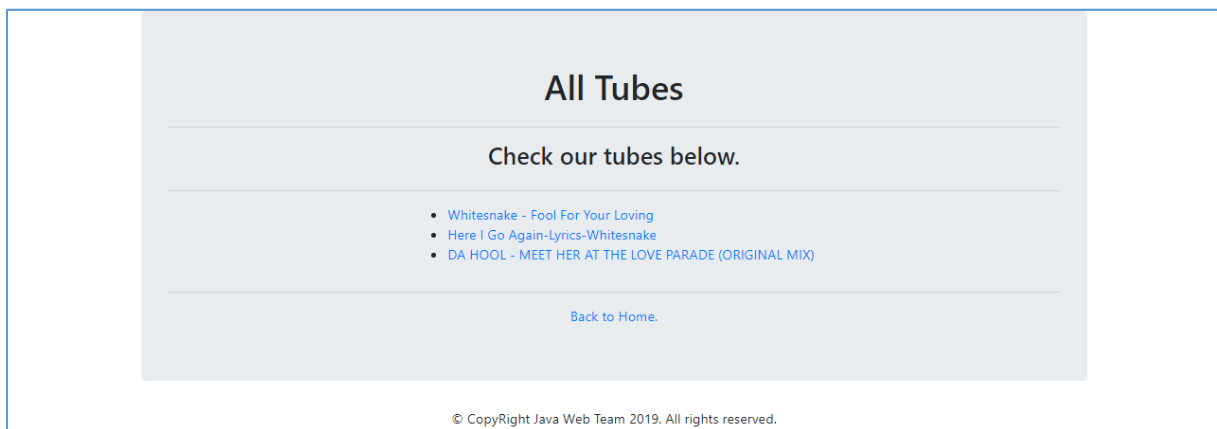 All Tubes
Check our tubes below.
Whitesnake - Fool For Your Loving
Here I Go Again-Lyrics-Whitesnake
DA HOOL - MEET HER AT THE LOVE PARADE (ORIGINAL MIX)
Back to Home.
© CopyRight Java Web Team 2019. All rights reserved.